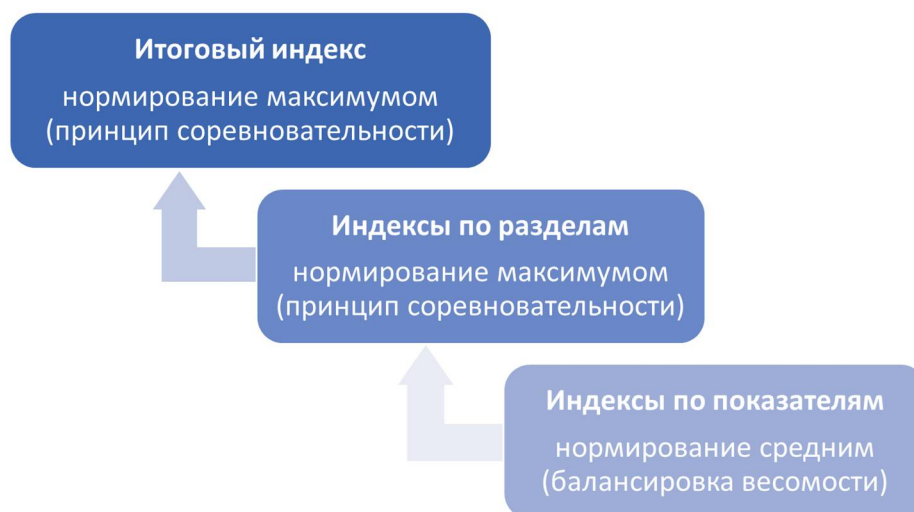 Итоговый индекс
нормирование максимумом
(принцип соревновательности)
Индексы по разделам
нормирование максимумом
(принцип соревновательности)
Индексы по показателям
нормирование средним
(балансировка весомости)